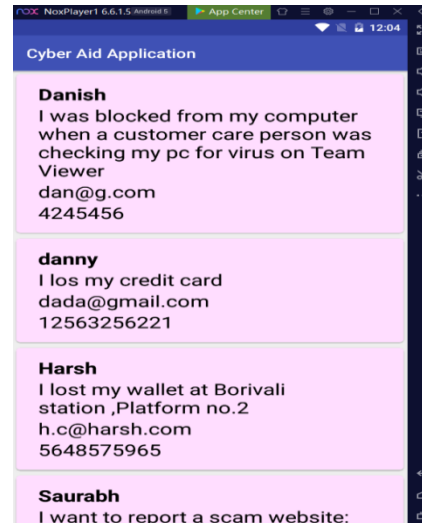 nox NoxPlayer1 6.6.1.5 Android 5 App Center
12:04
Cyber Aid Application
Danish
I was blocked from my computer
when a customer care person was
checking my pc for virus on Team
Viewer
dan@g.com
4245456
danny
I los my credit card
dada@gmail.com
12563256221
Harsh
I lost my wallet at Borivali
station ,Platform no.2
h.c@harsh.com
5648575965
Saurabh
I want to report a scam website: